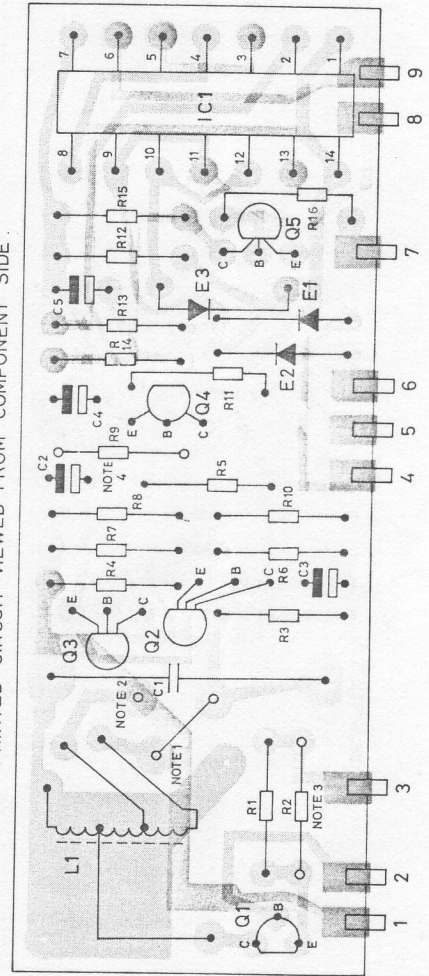 PRINTED CIRCUIT VIEWED FROM COMPONENT SIDE.
7 6 5 4 3 2 1
IC1
8 9 10 11 12 13 14
9
8
R15
R12
R16
Q5
C B E
7
C5
R13
E3
E1
R14
E2
R11
Q4
E B C
6
C4
R9
5
C2
NOTE 4
R5
4
R8
R10
R7
R6
C3
R4
E B C
Q3
Q2
E B C
R3
C1
NOTE 2
NOTE 1
L1
R1
R2
NOTE 3
3
2
Q1
C B E
1